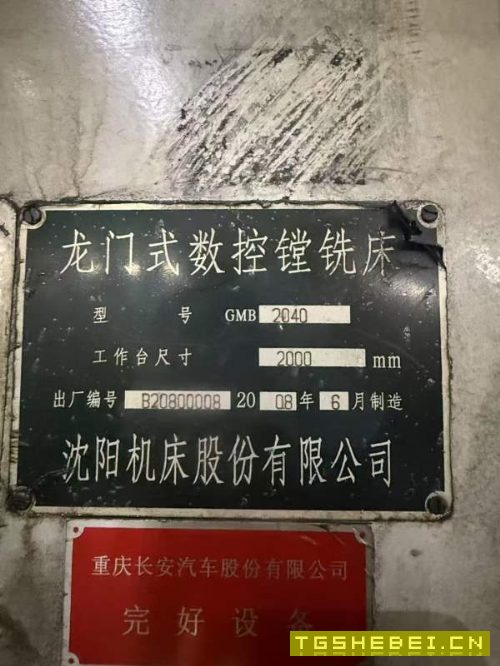 龙门式数控镗铣床
型 号 GMB 2040
工作台尺寸 2000 mm
出厂编号 B20800008 20 08 年 6 月制造
沈阳机床股份有限公司
重庆长安汽车股份有限公司
完好设备
TGSHEBEI.CN